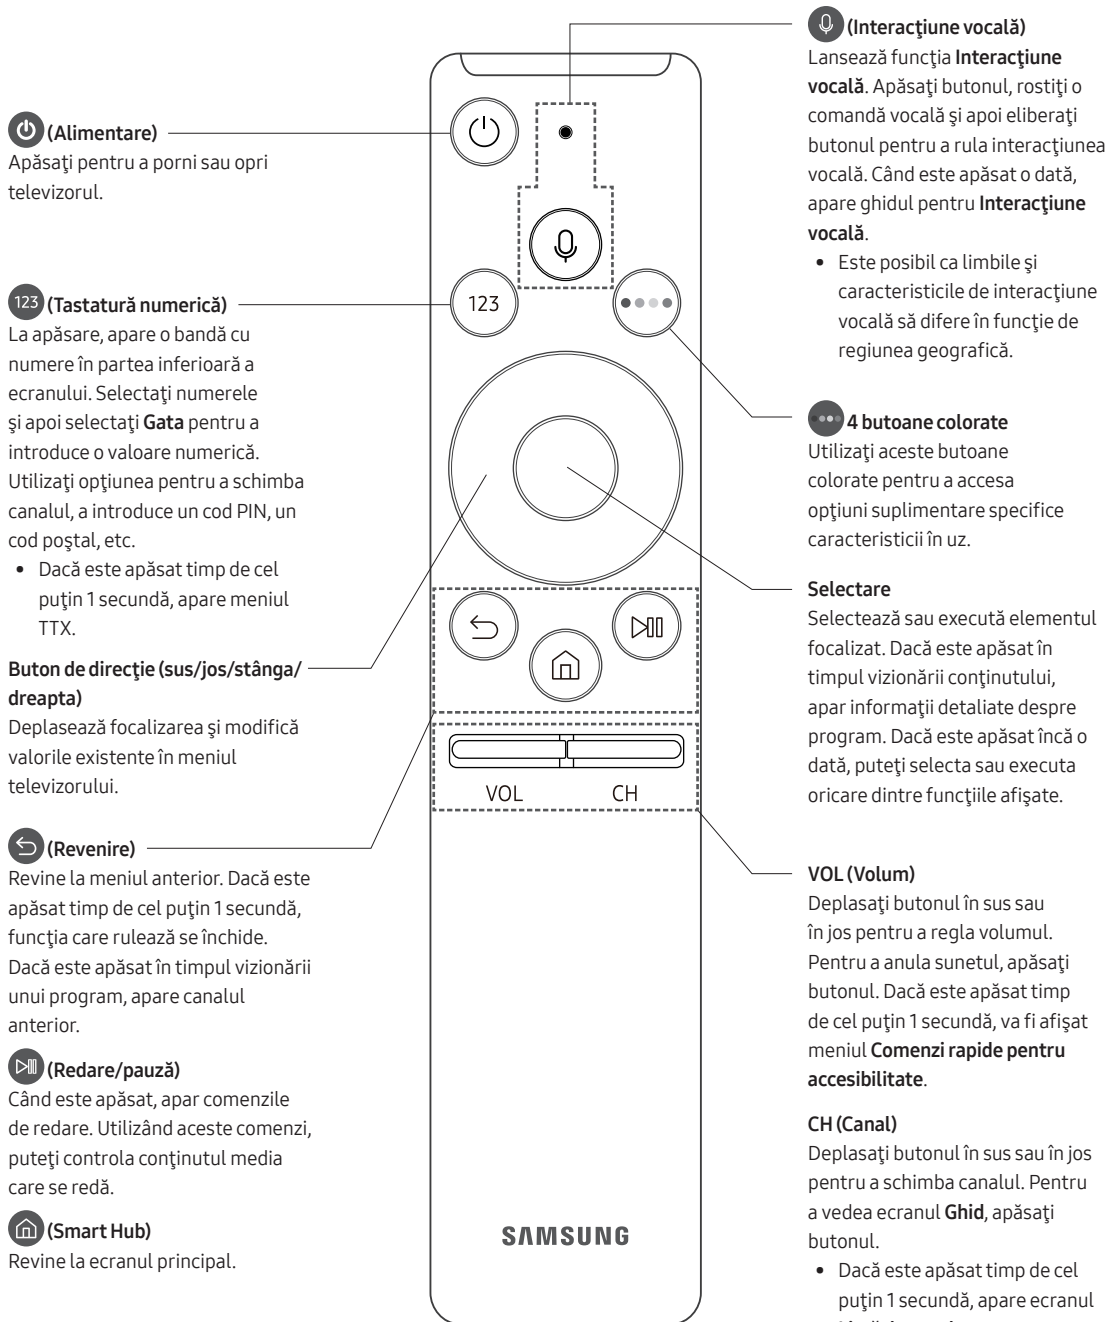 (Alimentare)
Apăsaţi pentru a porni sau opri
televizorul.
123 (Tastatură numerică)
La apăsare, apare o bandă cu
numere în partea inferioară a
ecranului. Selectaţi numerele
şi apoi selectaţi Gata pentru a
introduce o valoare numerică.
Utilizaţi opţiunea pentru a schimba
canalul, a introduce un cod PIN, un
cod poştal, etc.
• Dacă este apăsat timp de cel
puţin 1 secundă, apare meniul
TTX.
Buton de direcţie (sus/jos/stânga/
dreapta)
Deplasează focalizarea şi modifică
valorile existente în meniul
televizorului.
(Revenire)
Revine la meniul anterior. Dacă este
apăsat timp de cel puţin 1 secundă,
funcţia care rulează se închide.
Dacă este apăsat în timpul vizionării
unui program, apare canalul
anterior.
(Redare/pauză)
Când este apăsat, apar comenzile
de redare. Utilizând aceste comenzi,
puteţi controla conţinutul media
care se redă.
(Smart Hub)
Revine la ecranul principal.
123
VOL CH
SAMSUNG
(Interacţiune vocală)
Lansează funcţia Interacţiune
vocală. Apăsaţi butonul, rostiţi o
comandă vocală şi apoi eliberaţi
butonul pentru a rula interacţiunea
vocală. Când este apăsat o dată,
apare ghidul pentru Interacţiune
vocală.
• Este posibil ca limbile şi
caracteristicile de interacţiune
vocală să difere în funcţie de
regiunea geografică.
4 butoane colorate
Utilizaţi aceste butoane
colorate pentru a accesa
opţiuni suplimentare specifice
caracteristicii în uz.
Selectare
Selectează sau execută elementul
focalizat. Dacă este apăsat în
timpul vizionării conţinutului,
apar informaţii detaliate despre
program. Dacă este apăsat încă o
dată, puteţi selecta sau executa
oricare dintre funcţiile afişate.
VOL (Volum)
Deplasaţi butonul în sus sau
în jos pentru a regla volumul.
Pentru a anula sunetul, apăsaţi
butonul. Dacă este apăsat timp
de cel puţin 1 secundă, va fi afişat
meniul Comenzi rapide pentru
accesibilitate.
CH (Canal)
Deplasaţi butonul în sus sau în jos
pentru a schimba canalul. Pentru
a vedea ecranul Ghid, apăsaţi
butonul.
• Dacă este apăsat timp de cel
puţin 1 secundă, apare ecranul